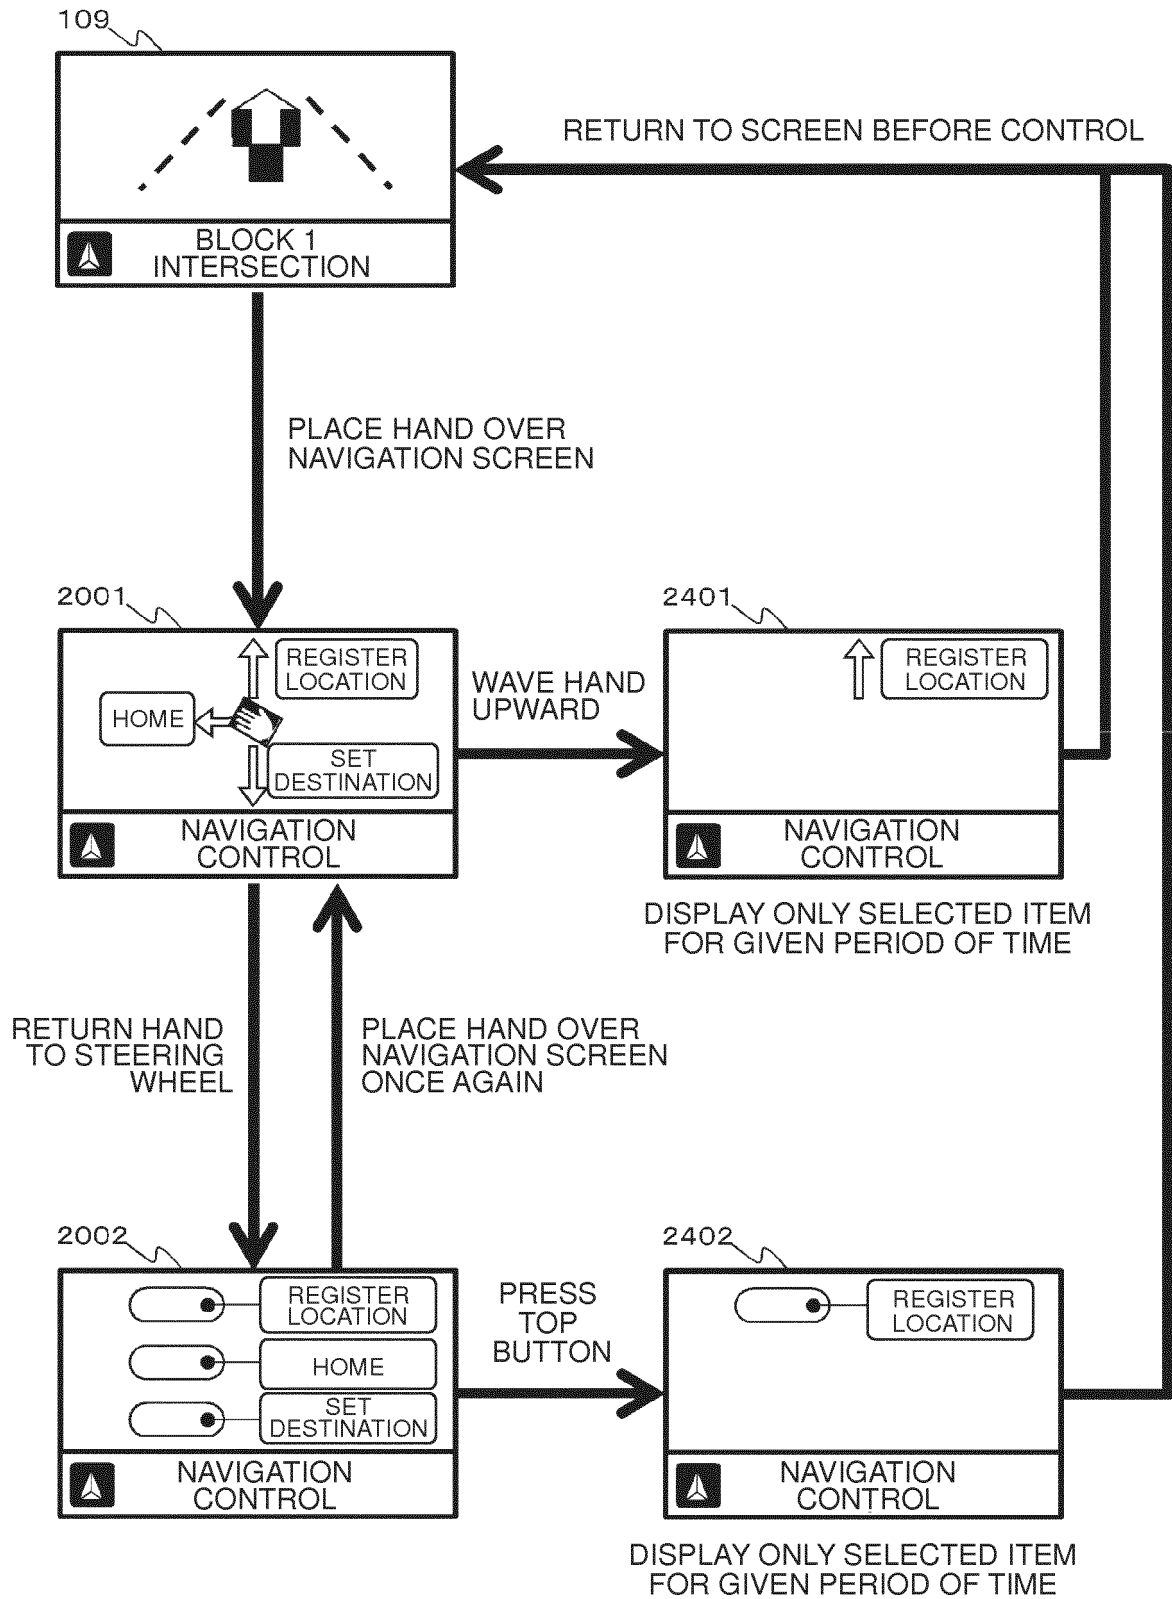 109
RETURN TO SCREEN BEFORE CONTROL
BLOCK 1
INTERSECTION
PLACE HAND OVER
NAVIGATION SCREEN
2001
REGISTER
LOCATION
HOME
SET
DESTINATION
NAVIGATION
CONTROL
WAVE HAND
UPWARD
2401
REGISTER
LOCATION
NAVIGATION
CONTROL
DISPLAY ONLY SELECTED ITEM
FOR GIVEN PERIOD OF TIME
RETURN HAND
TO STEERING
WHEEL
PLACE HAND OVER
NAVIGATION SCREEN
ONCE AGAIN
2002
REGISTER
LOCATION
HOME
SET
DESTINATION
NAVIGATION
CONTROL
PRESS
TOP
BUTTON
2402
REGISTER
LOCATION
NAVIGATION
CONTROL
DISPLAY ONLY SELECTED ITEM
FOR GIVEN PERIOD OF TIME